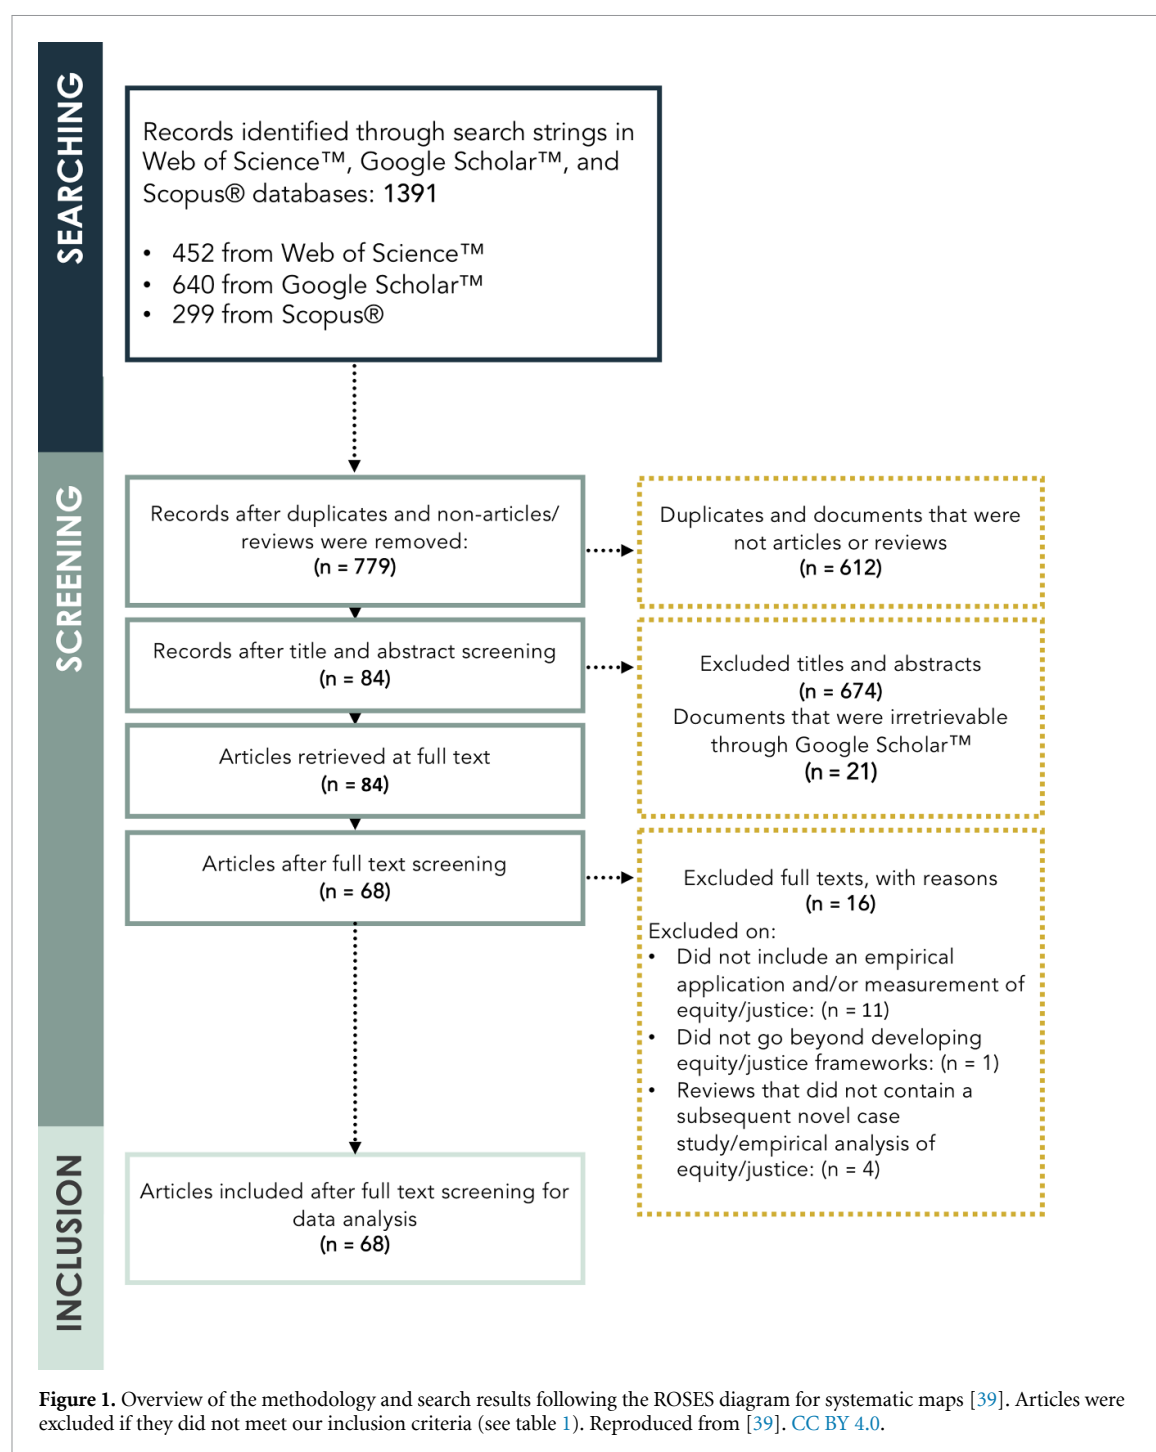 SEARCHING
Records identified through search strings in
Web of Science™, Google Scholar™, and
Scopus® databases: 1391
• 452 from Web of Science™
• 640 from Google Scholar™
• 299 from Scopus®
SCREENING
Records after duplicates and non-articles/
reviews were removed:
(n = 779)
Duplicates and documents that were
not articles or reviews
(n = 612)
Records after title and abstract screening
(n = 84)
Excluded titles and abstracts
(n = 674)
Documents that were irretrievable
through Google Scholar™
(n = 21)
Articles retrieved at full text
(n = 84)
Articles after full text screening
(n = 68)
Excluded full texts, with reasons
(n = 16)
Excluded on:
• Did not include an empirical
application and/or measurement of
equity/justice: (n = 11)
• Did not go beyond developing
equity/justice frameworks: (n = 1)
• Reviews that did not contain a
subsequent novel case
study/empirical analysis of
equity/justice: (n = 4)
INCLUSION
Articles included after full text screening for
data analysis
(n = 68)
Figure 1. Overview of the methodology and search results following the ROSES diagram for systematic maps [39]. Articles were
excluded if they did not meet our inclusion criteria (see table 1). Reproduced from [39]. CC BY 4.0.